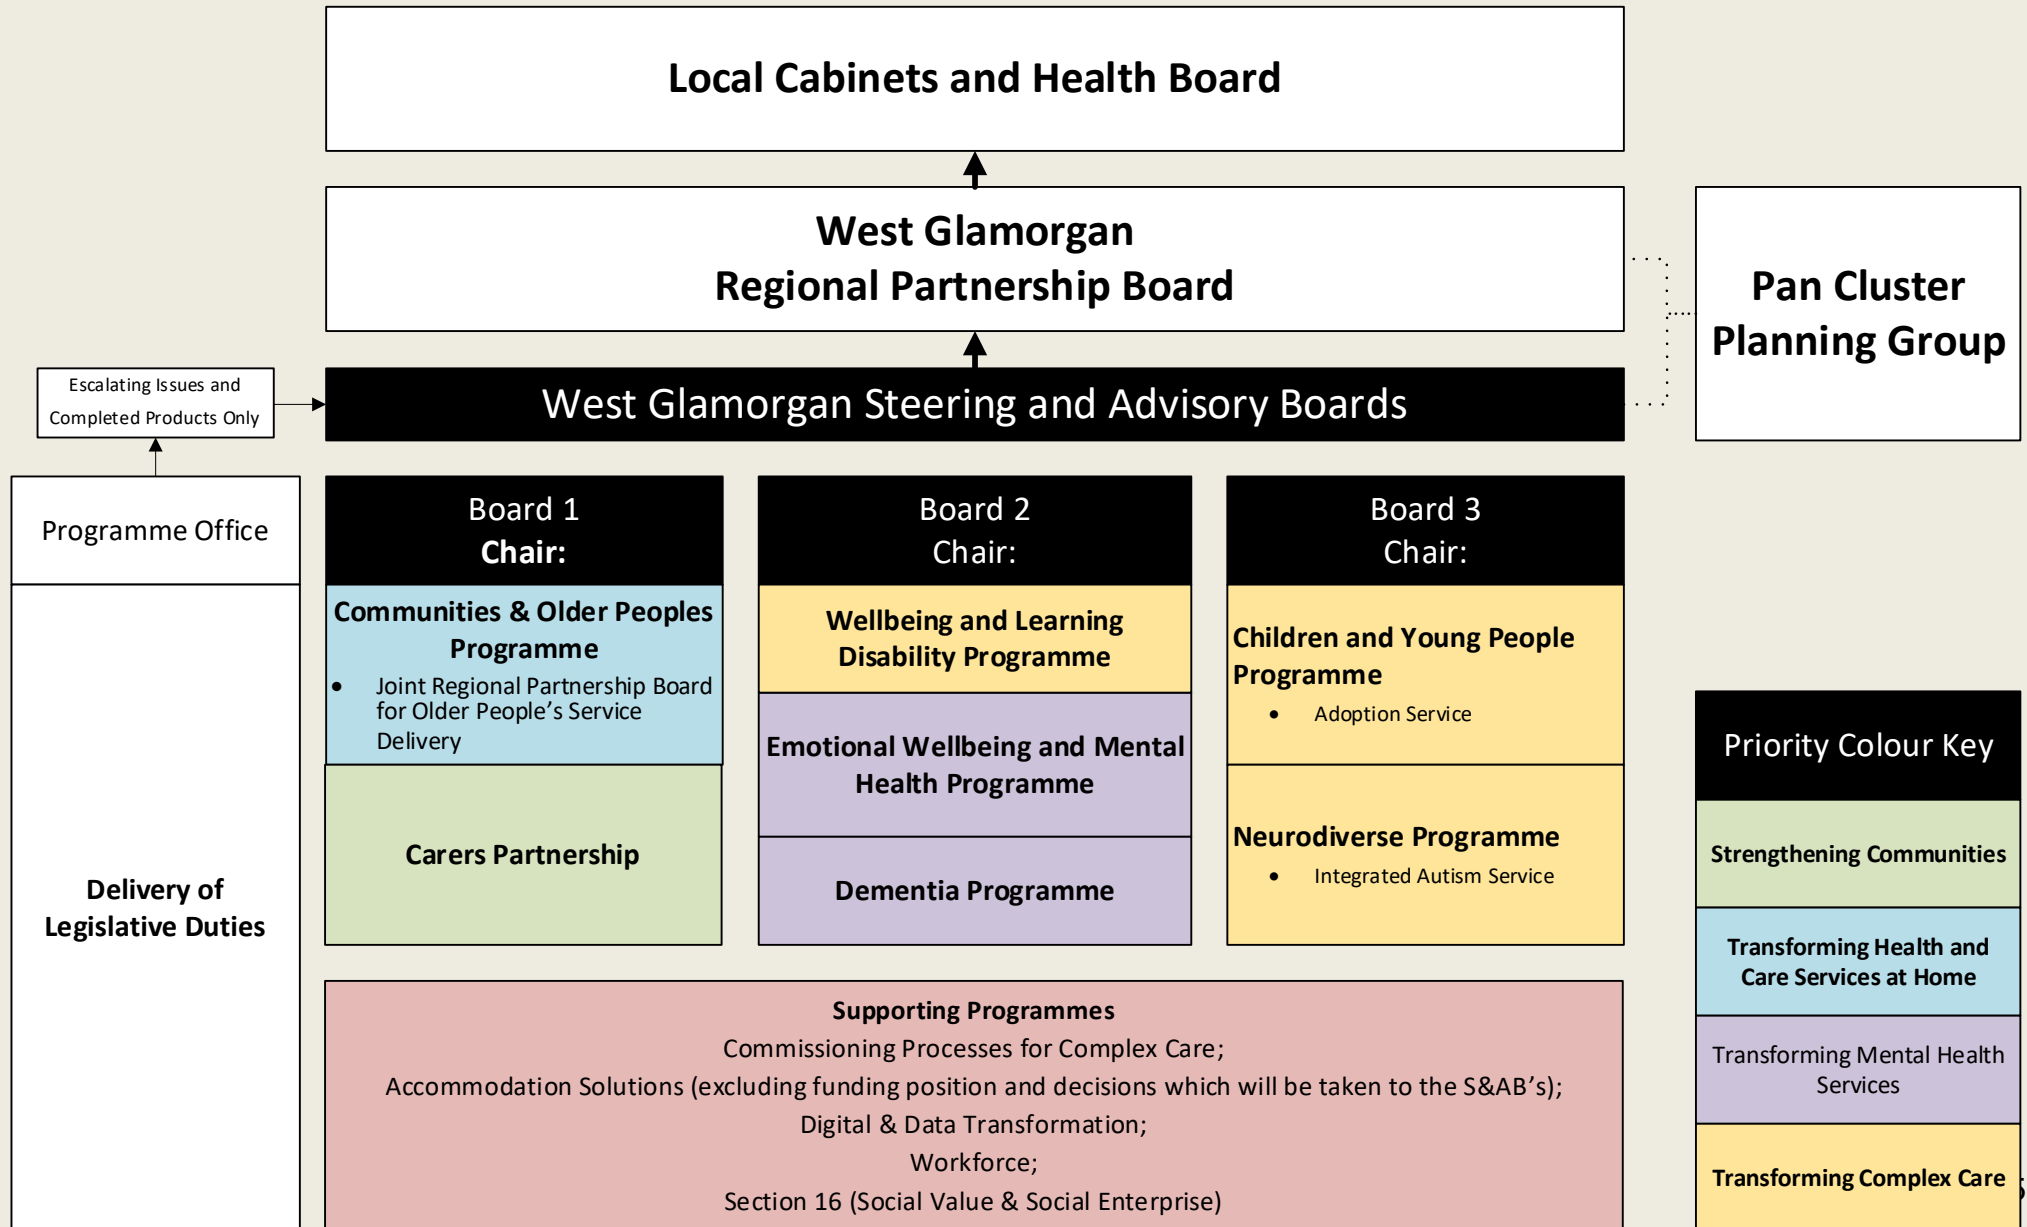 Local Cabinets and Health Board
West Glamorgan
Regional Partnership Board
Pan Cluster
Planning Group
Escalating Issues and
Completed Products Only
West Glamorgan Steering and Advisory Boards
Programme Office
Delivery of
Legislative Duties
Board 1
Chair:
Communities & Older Peoples
Programme
• Joint Regional Partnership Board
for Older People’s Service
Delivery
Carers Partnership
Board 2
Chair:
Wellbeing and Learning
Disability Programme
Emotional Wellbeing and Mental
Health Programme
Dementia Programme
Board 3
Chair:
Children and Young People
Programme
• Adoption Service
Neurodiverse Programme
• Integrated Autism Service
Supporting Programmes
Commissioning Processes for Complex Care;
Accommodation Solutions (excluding funding position and decisions which will be taken to the S&AB’s);
Digital & Data Transformation;
Workforce;
Section 16 (Social Value & Social Enterprise)
Priority Colour Key
Strengthening Communities
Transforming Health and
Care Services at Home
Transforming Mental Health
Services
Transforming Complex Care